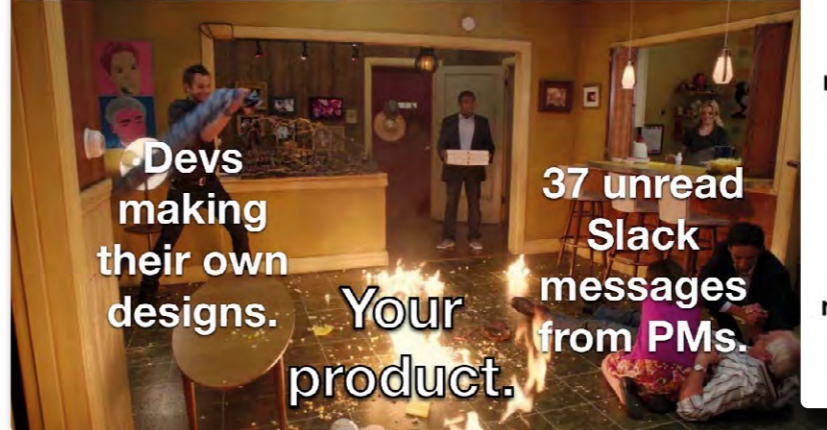 Devs
making
their own
designs.
Your
product.
37 unread
Slack
messages
from PMs.